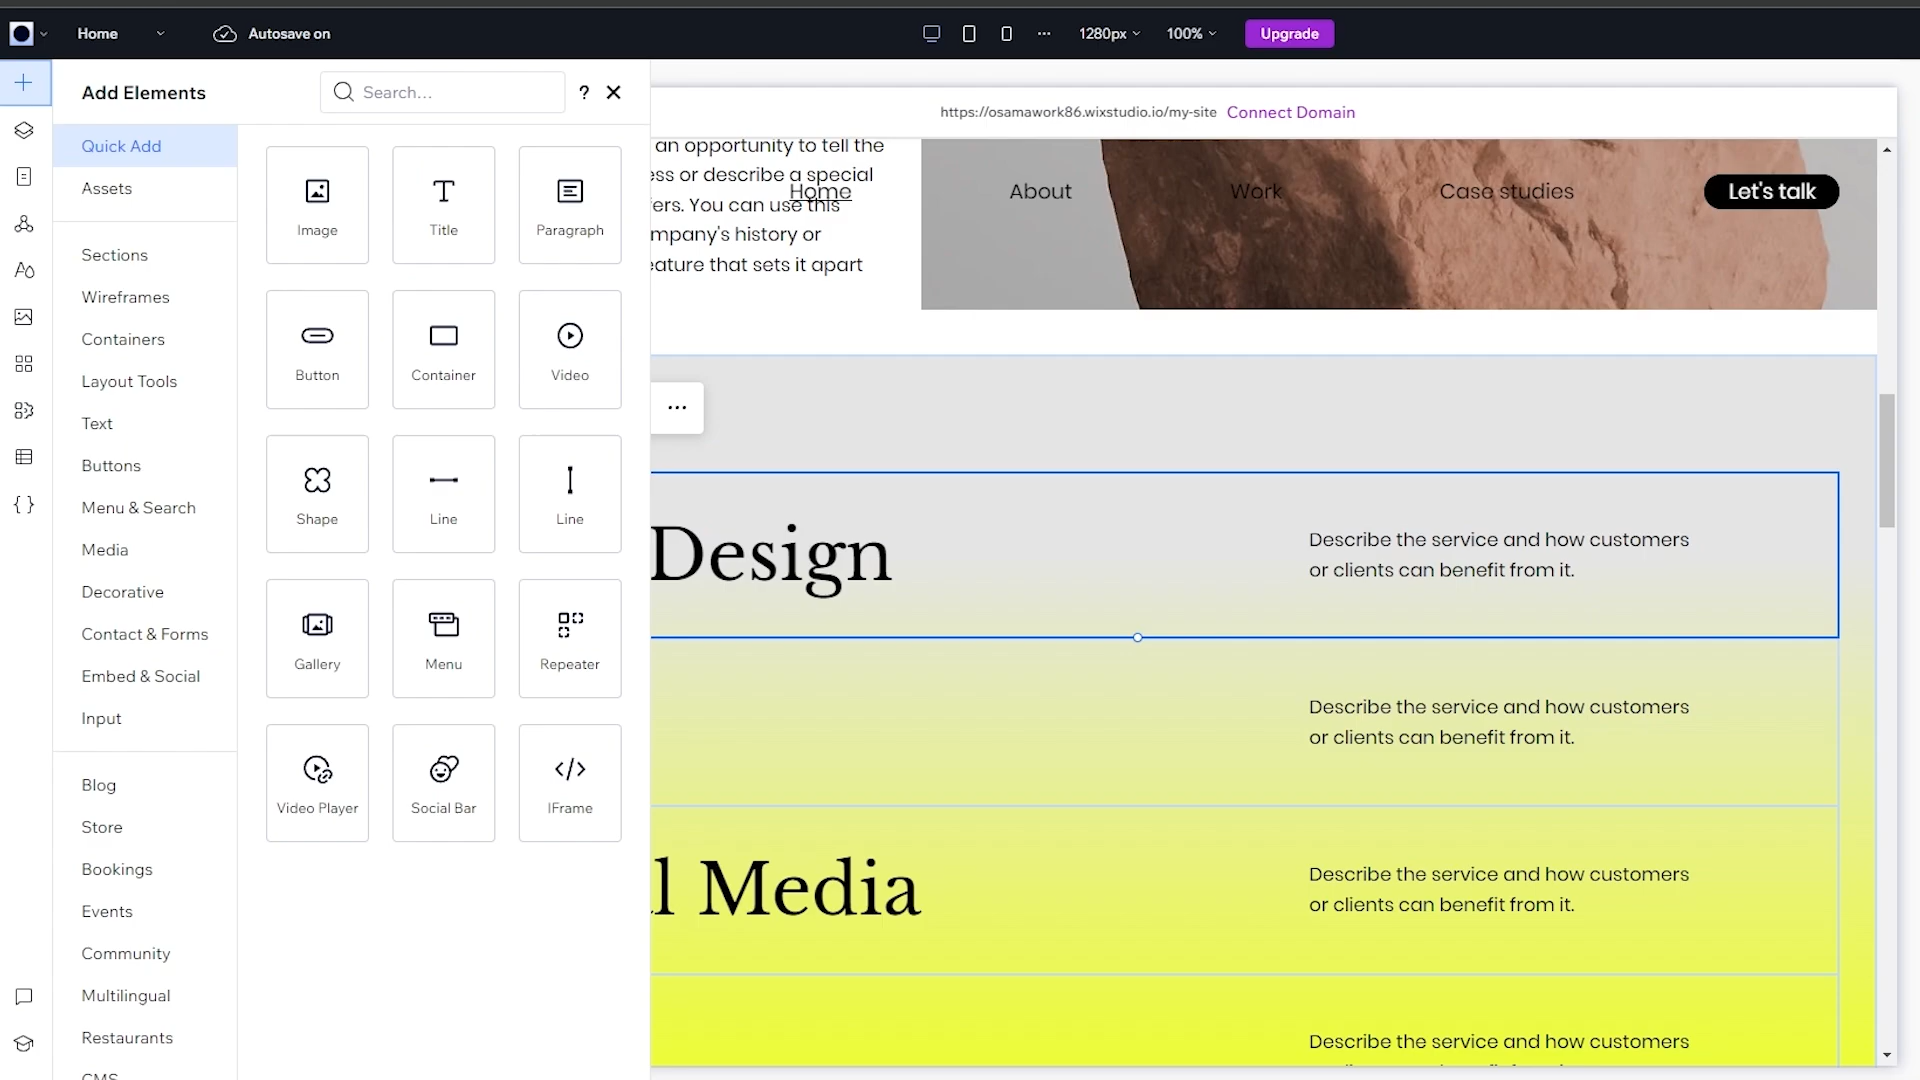 Home
Autosave on
1280px
100%
Upgrade
Add Elements
Search...
?
https://osamawork86.wixstudio.io/my-site Connect Domain
Quick Add
Assets
Sections
Wireframes
Containers
Layout Tools
Text
Buttons
Menu & Search
Media
Decorative
Contact & Forms
Embed & Social
Input
Blog
Store
Bookings
Events
Community
Multilingual
Restaurants
CMS
Image
Title
Paragraph
Button
Container
Video
Shape
Line
Line
Gallery
Menu
Repeater
Video Player
Social Bar
IFrame
an opportunity to tell the
ess or describe a special
fers. You can use this
mpany's history or
eature that sets it apart
Home
About
Work
Case studies
Let's talk
Design
Describe the service and how customers
or clients can benefit from it.
Describe the service and how customers
or clients can benefit from it.
l Media
Describe the service and how customers
or clients can benefit from it.
Describe the service and how customers